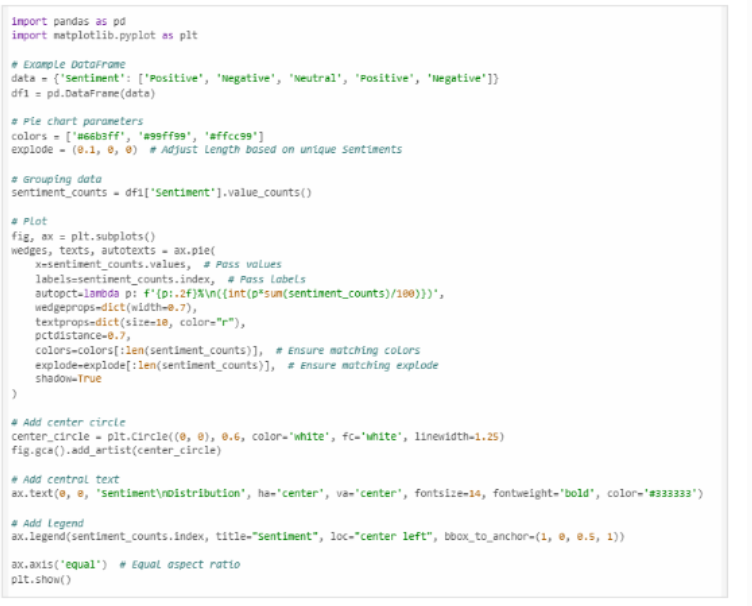 import pandas as pd
import matplotlib.pyplot as plt
# Example DataFrame
data = {'Sentiment': ['Positive', 'Negative', 'Neutral', 'Positive', 'Negative']}
df1 = pd.DataFrame(data)
# Pie chart parameters
colors = ['#66b3ff', '#99ff99', '#ffcc99']
explode = (0.1, 0, 0)  # Adjust length based on unique Sentiments
# Grouping data
sentiment_counts = df1['Sentiment'].value_counts()
# Plot
fig, ax = plt.subplots()
wedges, texts, autotexts = ax.pie(
    x=sentiment_counts.values,  # Pass values
    labels=sentiment_counts.index,  # Pass labels
    autopct=lambda p: f'{p:.2f}%\n({int(p*sum(sentiment_counts)/100)})',
    wedgeprops=dict(width=0.7),
    textprops=dict(size=10, color="r"),
    pctdistance=0.7,
    colors=colors[:len(sentiment_counts)],  # Ensure matching colors
    explode=explode[:len(sentiment_counts)],  # Ensure matching explode
    shadow=True
)
# Add center circle
center_circle = plt.Circle((0, 0), 0.6, color='white', fc='white', linewidth=1.25)
fig.gca().add_artist(center_circle)
# Add central text
ax.text(0, 0, 'Sentiment\nDistribution', ha='center', va='center', fontsize=14, fontweight='bold', color='#333333')
# Add Legend
ax.legend(sentiment_counts.index, title="Sentiment", loc="center left", bbox_to_anchor=(1, 0, 0.5, 1))
ax.axis('equal')  # Equal aspect ratio
plt.show()